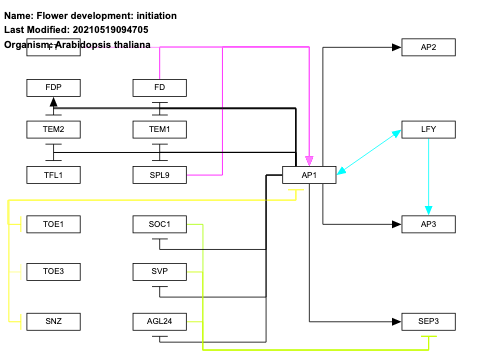 Name: Flower development: initiation
Last Modified: 20210519094705
Organism: Arabidopsis thaliana
FT
AP2
FDP
FD
TEM2
TEM1
LFY
TFL1
SPL9
AP1
TOE1
SOC1
AP3
TOE3
SVP
SNZ
AGL24
SEP3